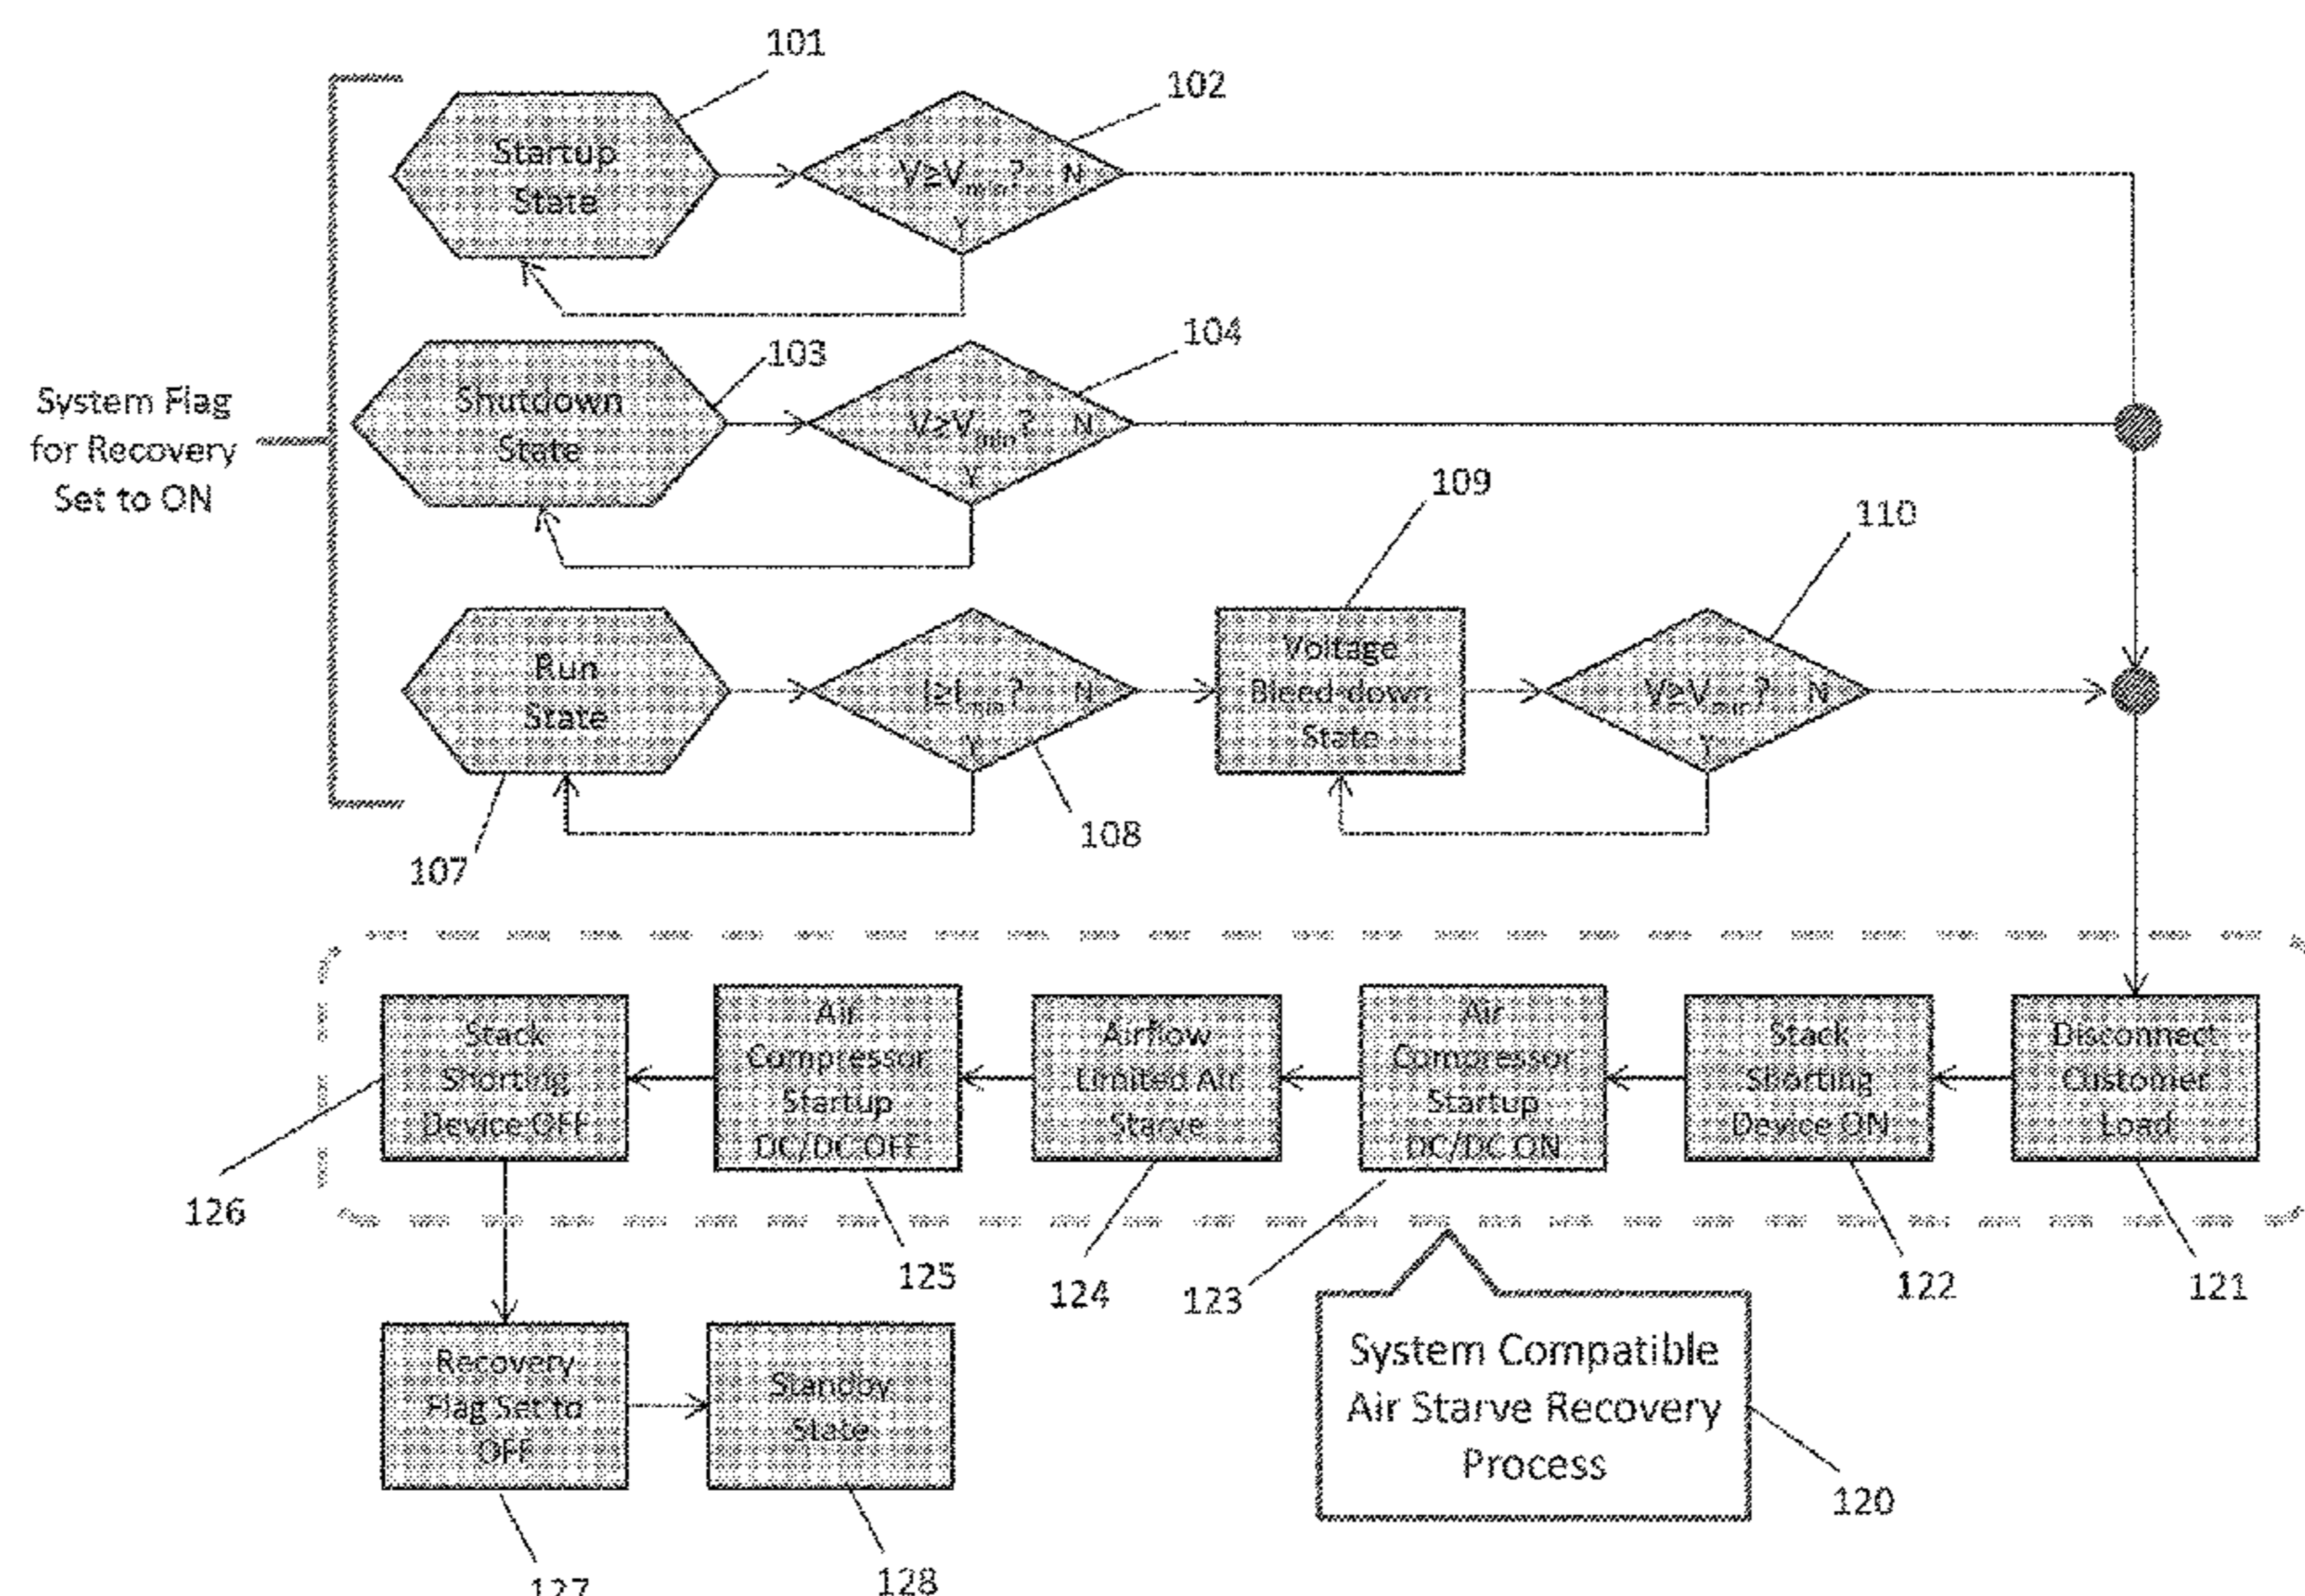 101
102
Startup
State
V≥Vmin? N
Y
103
104
System Flag
for Recovery
Set to ON
Shutdown
State
V≥Vmin? N
Y
109
110
Run
State
I≥Imin? N
Y
Voltage
Bleed-down
State
V≥Vmin? N
Y
107
108
Stack
Shorting
Device OFF
Air
Compressor
Startup
DC/DC OFF
Airflow
Limited Air
Starve
Air
Compressor
Startup
DC/DC ON
Stack
Shorting
Device ON
Disconnect
Customer
Load
126
125
124
123
122
121
Recovery
Flag Set to
OFF
Standby
State
System Compatible
Air Starve Recovery
Process
120
127
128